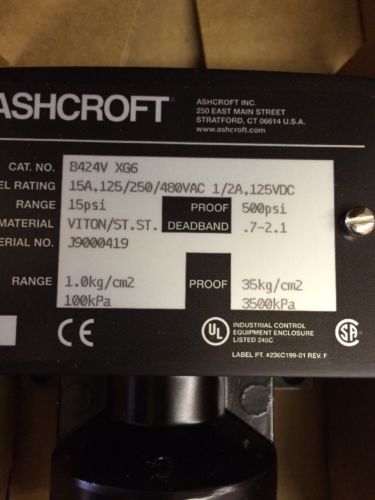 ASHCROFT®
ASHCROFT INC.
250 EAST MAIN STREET
STRATFORD, CT 06614 U.S.A.
www.ashcroft.com
CAT. NO. B424V XG6
EL RATING 15A,125/250/480VAC 1/2A,125VDC
RANGE 15psi PROOF 500psi
MATERIAL VITON/ST.ST. DEADBAND .7-2.1
ERIAL NO. J9000419
RANGE 1.0kg/cm2 PROOF 35kg/cm2
100kPa 3500kPa
CE
UL
INDUSTRIAL CONTROL
EQUIPMENT ENCLOSURE
LISTED 245C
SA
LABEL PT. #236C199-01 REV. F